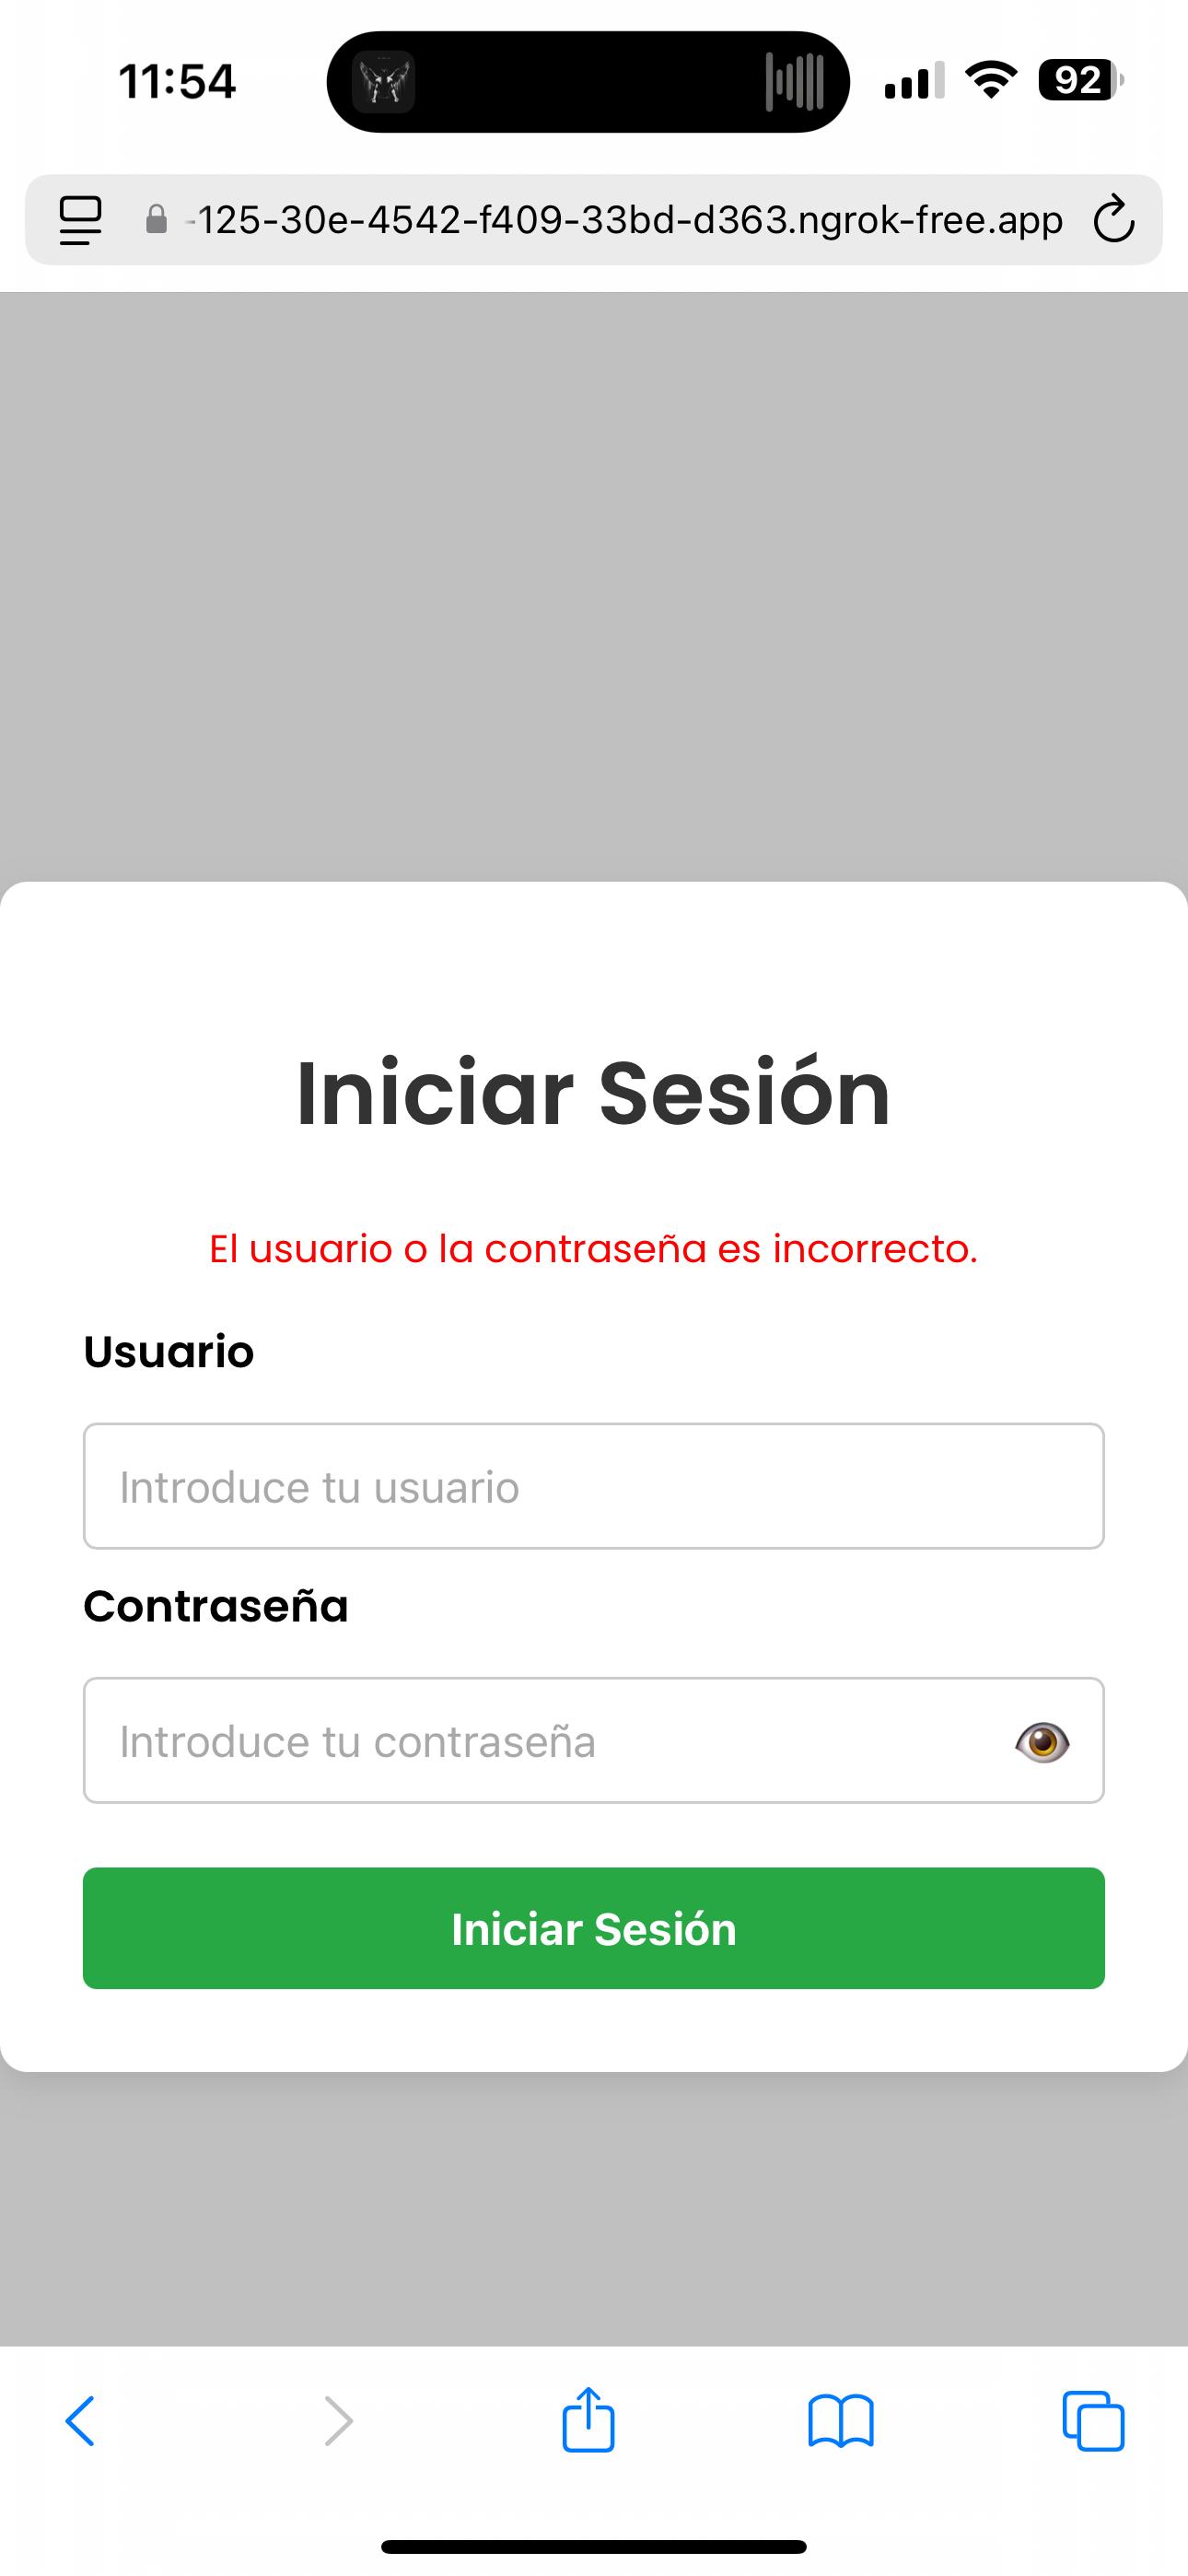 11:54
92
-125-30e-4542-f409-33bd-d363.ngrok-free.app
Iniciar Sesión
El usuario o la contraseña es incorrecto.
Usuario
Introduce tu usuario
Contraseña
Introduce tu contraseña
Iniciar Sesión